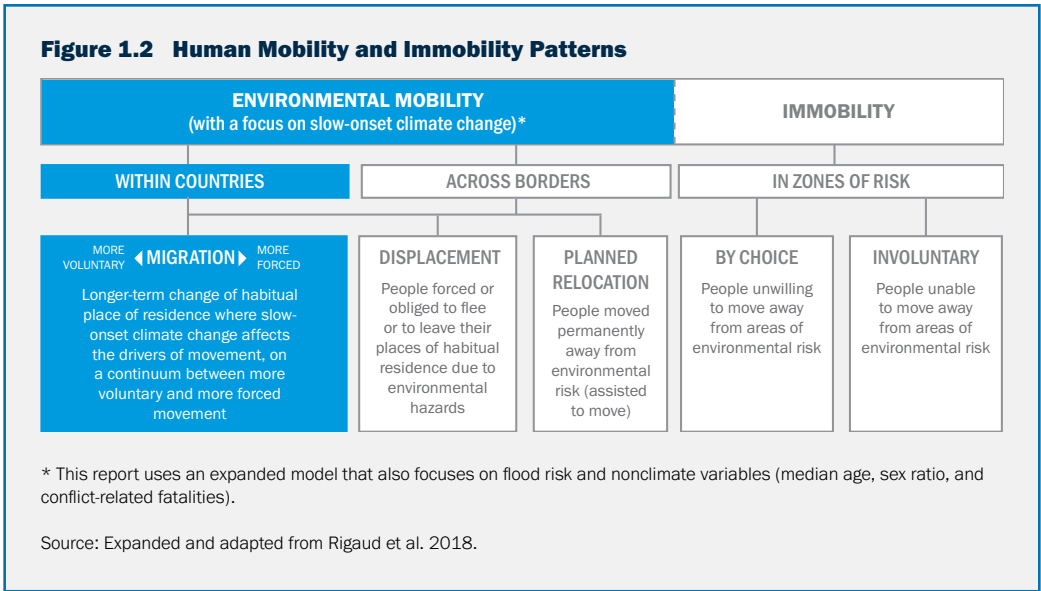 Figure 1.2 Human Mobility and Immobility Patterns
ENVIRONMENTAL MOBILITY
(with a focus on slow-onset climate change)*
IMMOBILITY
WITHIN COUNTRIES
ACROSS BORDERS
IN ZONES OF RISK
MORE
VOLUNTARY
MIGRATION
MORE
FORCED
Longer-term change of habitual
place of residence where slow-
onset climate change affects
the drivers of movement, on
a continuum between more
voluntary and more forced
movement
DISPLACEMENT
People forced or
obliged to flee
or to leave their
places of habitual
residence due to
environmental
hazards
PLANNED
RELOCATION
People moved
permanently
away from
environmental
risk (assisted
to move)
BY CHOICE
People unwilling
to move away
from areas of
environmental risk
INVOLUNTARY
People unable
to move away
from areas of
environmental risk
* This report uses an expanded model that also focuses on flood risk and nonclimate variables (median age, sex ratio, and
conflict-related fatalities).
Source: Expanded and adapted from Rigaud et al. 2018.